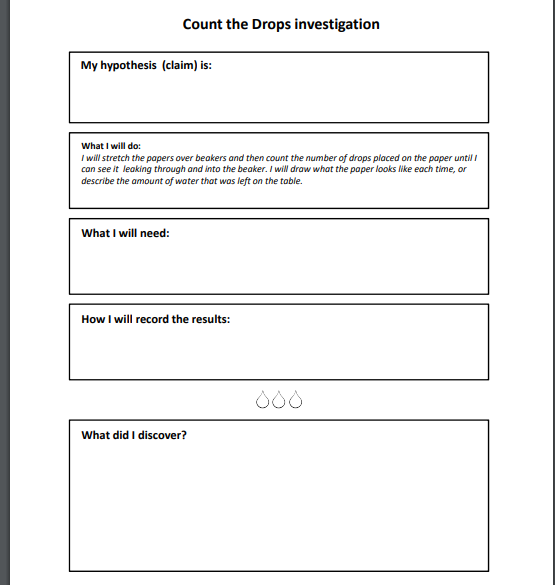 Count the Drops investigation
My hypothesis (claim) is:
What I will do:
I will stretch the papers over beakers and then count the number of drops placed on the paper until I
can see it leaking through and into the beaker. I will draw what the paper looks like each time, or
describe the amount of water that was left on the table.
What I will need:
How I will record the results:
What did I discover?